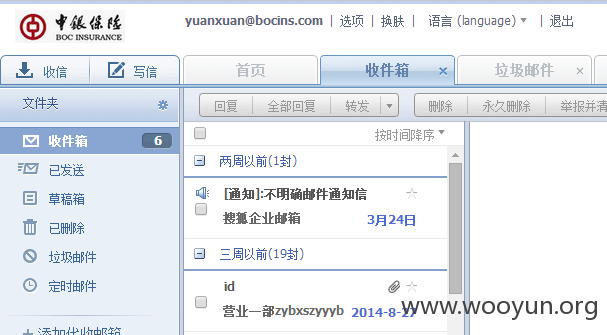 中银保险
BOC INSURANCE
yuanxuan@bocins.com | 选项 | 换肤 | 语言 (language) | 退出
收信 写信 首页 收件箱 × 垃圾邮件 ×
文件夹
回复 全部回复 转发 删除 永久删除 举报并清
收件箱 6
按时间降序
已发送
两周以前(1封)
草稿箱
[通知]:不明确邮件通知信
已删除
搜狐企业邮箱 3月24日
垃圾邮件
三周以前(19封)
定时邮件
id
营业一部zybxszyyyb 2014-8-27
www.wooyun.org
+ 添加代收邮箱